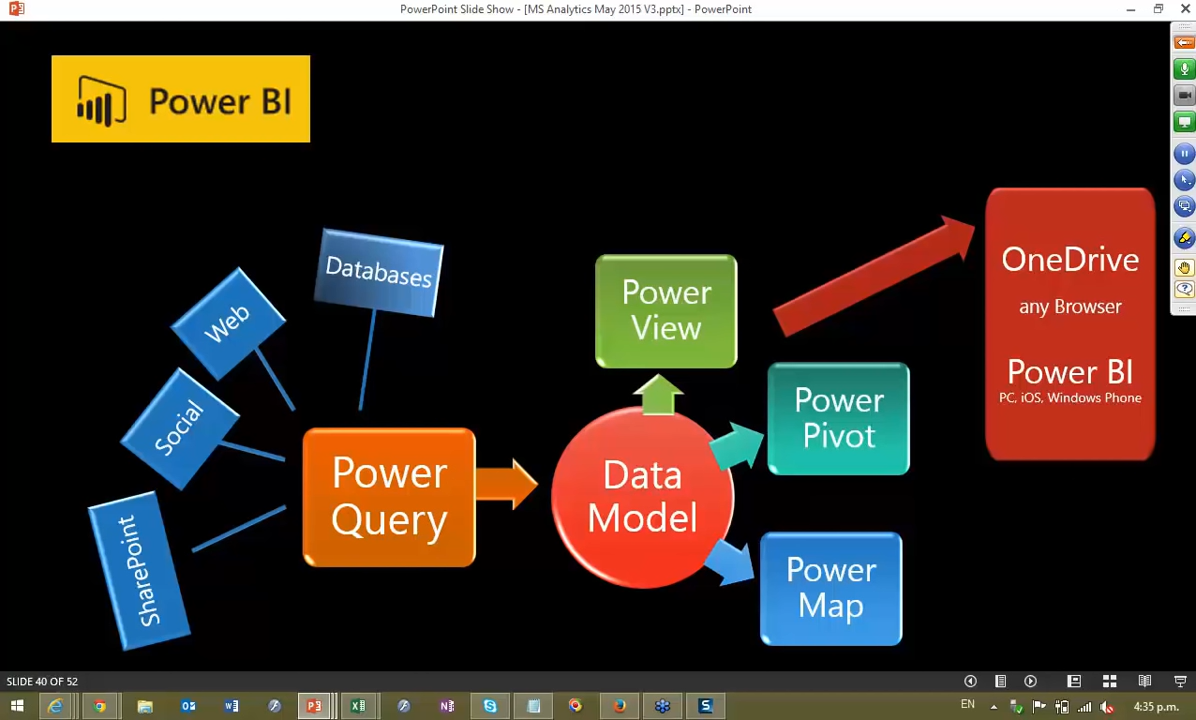 PowerPoint Slide Show - [MS Analytics May 2015 V3.pptx] - PowerPoint
Power BI
Databases
Web
Social
SharePoint
Power
Query
Data
Model
Power
View
Power
Pivot
Power
Map
OneDrive
any Browser
Power BI
PC, iOS, Windows Phone
SLIDE 40 OF 52
EN
4:35 p.m.